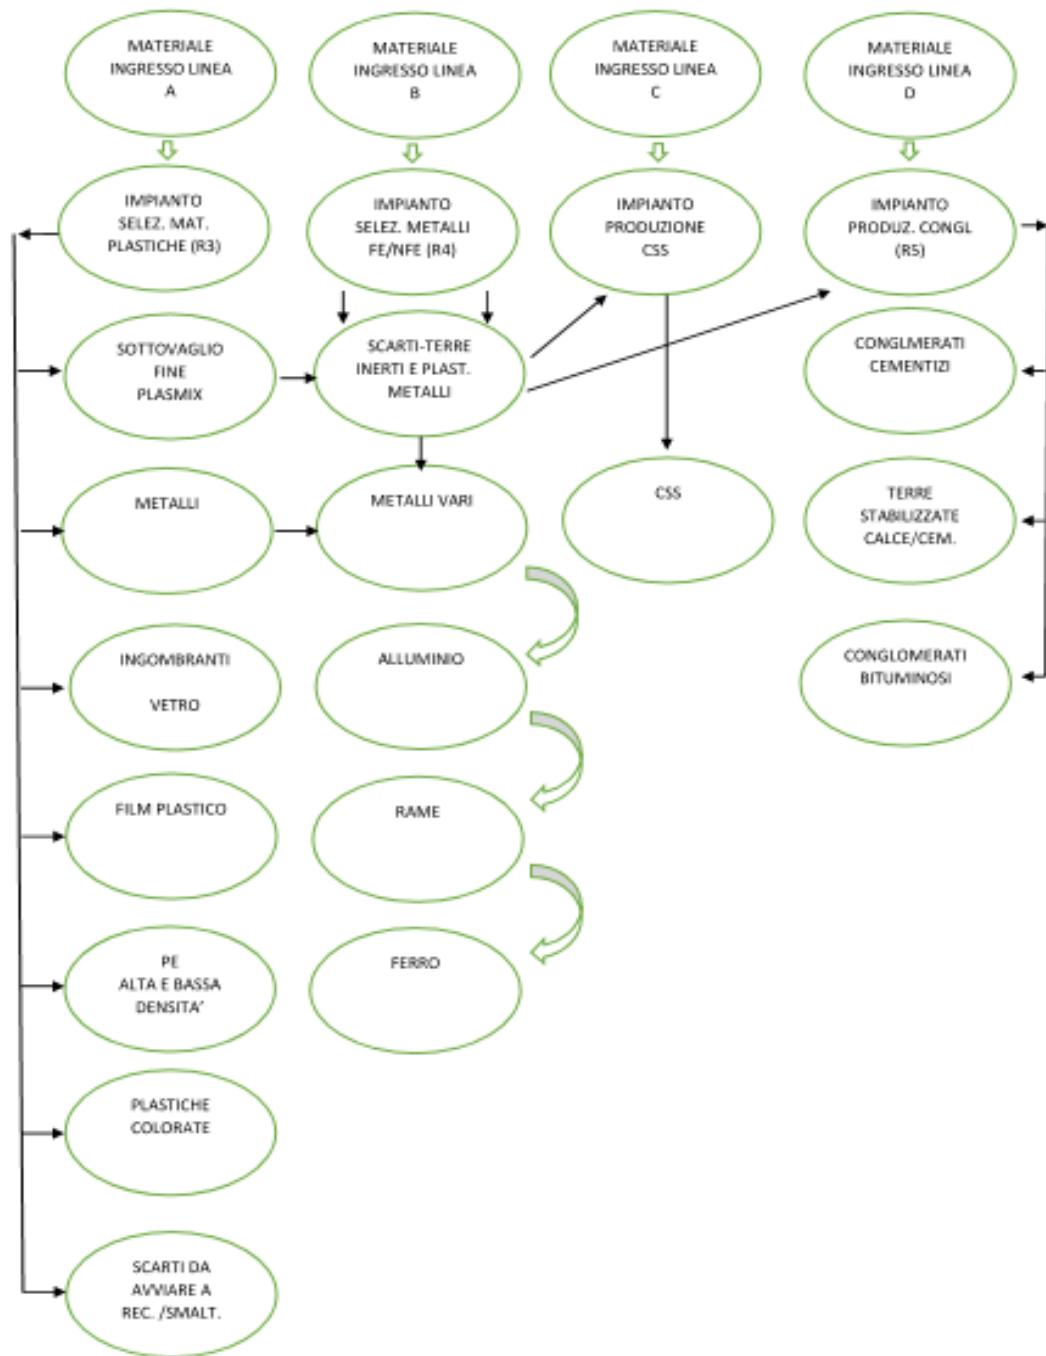 MATERIALE
INGRESSO LINEA
A
MATERIALE
INGRESSO LINEA
B
MATERIALE
INGRESSO LINEA
C
MATERIALE
INGRESSO LINEA
D
IMPIANTO
SELEZ. MAT.
PLASTICHE (R3)
IMPIANTO
SELEZ. METALLI
FE/NFE (R4)
IMPIANTO
PRODUZIONE
CSS
IMPIANTO
PRODUZ. CONGL
(R5)
SOTTOVAGLIO
FINE
PLASMIX
SCARTI-TERRE
INERTI E PLAST.
METALLI
CONGLMERATI
CEMENTIZI
METALLI
METALLI VARI
CSS
TERRE
STABILIZZATE
CALCE/CEM.
INGOMBRANTI
VETRO
ALLUMINIO
CONGLOMERATI
BITUMINOSI
FILM PLASTICO
RAME
PE
ALTA E BASSA
DENSITA'
FERRO
PLASTICHE
COLORATE
SCARTI DA
AVVIARE A
REC. /SMALT.